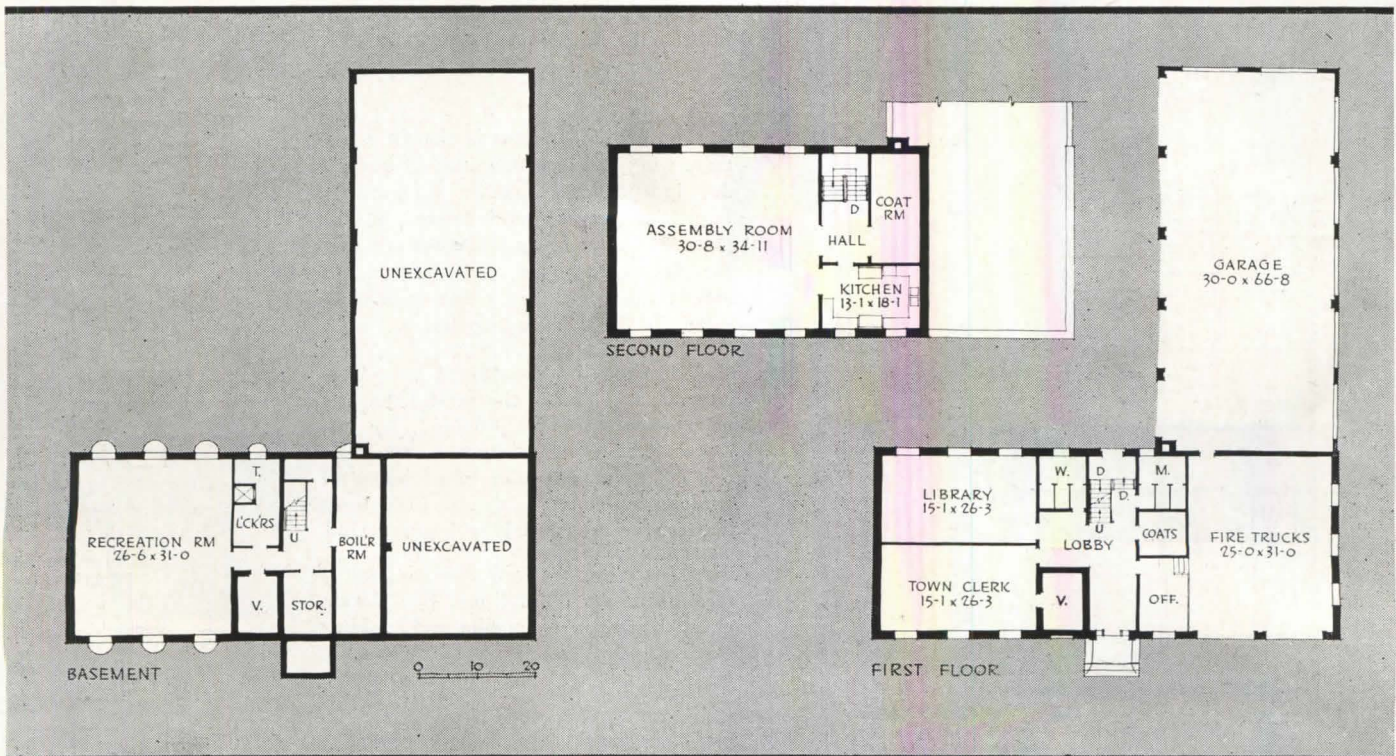 UNEXCAVATED
RECREATION RM
26-6 x 31-0
T.
L'CK'RS
U
BOIL'R
RM
UNEXCAVATED
V.
STOR.
BASEMENT
0 10 20
ASSEMBLY ROOM
30-8 x 34-11
D
COAT
RM
HALL
KITCHEN
13-1 x 18-1
SECOND FLOOR
GARAGE
30-0 x 66-8
LIBRARY
15-1 x 26-3
W.
D
D.
U
M.
LOBBY
COATS
FIRE TRUCKS
25-0 x 31-0
TOWN CLERK
15-1 x 26-3
V.
OFF.
FIRST FLOOR